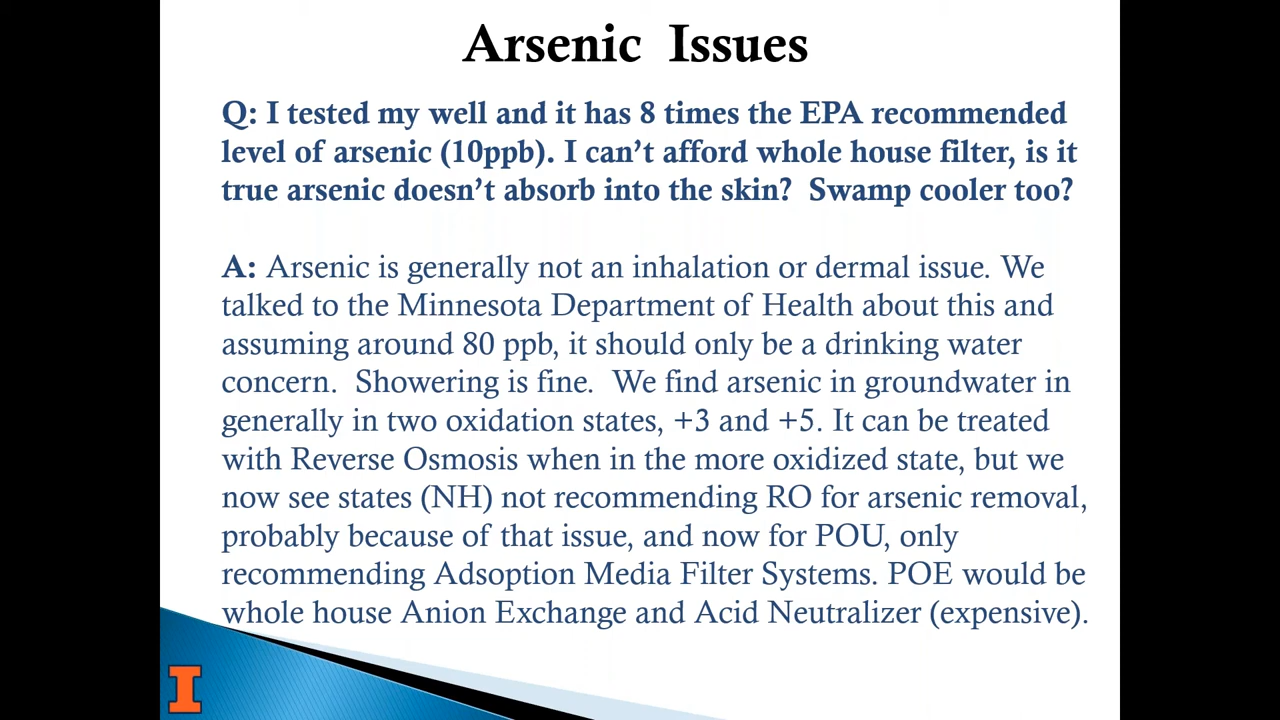 Arsenic Issues
Q: I tested my well and it has 8 times the EPA recommended
level of arsenic (10ppb). I can’t afford whole house filter, is it
true arsenic doesn’t absorb into the skin? Swamp cooler too?
A: Arsenic is generally not an inhalation or dermal issue. We
talked to the Minnesota Department of Health about this and
assuming around 80 ppb, it should only be a drinking water
concern. Showering is fine. We find arsenic in groundwater in
generally in two oxidation states, +3 and +5. It can be treated
with Reverse Osmosis when in the more oxidized state, but we
now see states (NH) not recommending RO for arsenic removal,
probably because of that issue, and now for POU, only
recommending Adsoption Media Filter Systems. POE would be
whole house Anion Exchange and Acid Neutralizer (expensive).
I